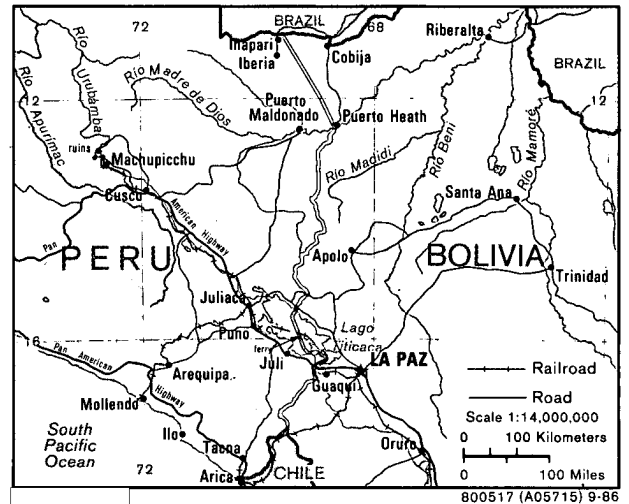 72
BRAZIL
68
Riberalta
Inapari
Iberia
Cobija
BRAZIL
Río
Urubamba
Río
Apurimac
Río Madre de Dios
12
12
Puerto
Maldonado
Puerto Heath
ruins
Machupicchu
Cusco
Río Madidi
Río Beni
Río Mamoré
Santa Ana
American Highway
Pan
PERU
Apolo
BOLIVIA
Trinidad
Juliaca
Puno
Lago
Titicaca
ferry
16
Pan American
Highway
Juli
LA PAZ
Guaqui
Arequipa
Mollendo
Ilo
South
Pacific
Ocean
Tacna
Arica
72
CHILE
Oruro
Railroad
Road
Scale 1:14,000,000
0 100 Kilometers
0 100 Miles
800517 (A05715) 9-86